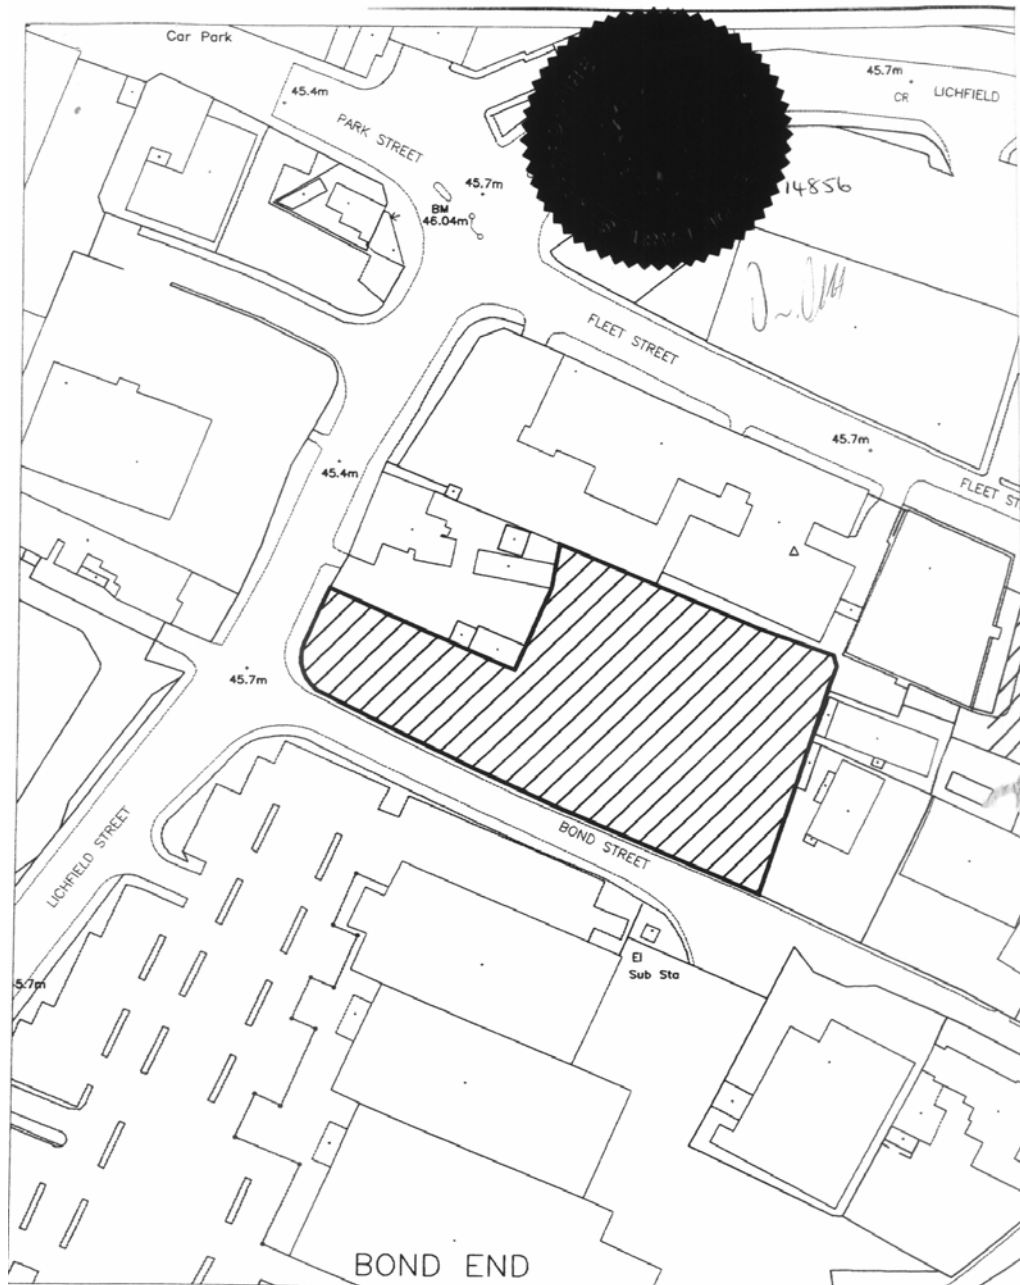 Car Park
45.4m
PARK STREET
45.7m
BM
46.04m
45.7m
CR
LICHFIELD
14856
FLEET STREET
45.7m
FLEET ST
45.4m
45.7m
BOND STREET
LICHFIELD STREET
El
Sub Sta
5.7m
BOND END